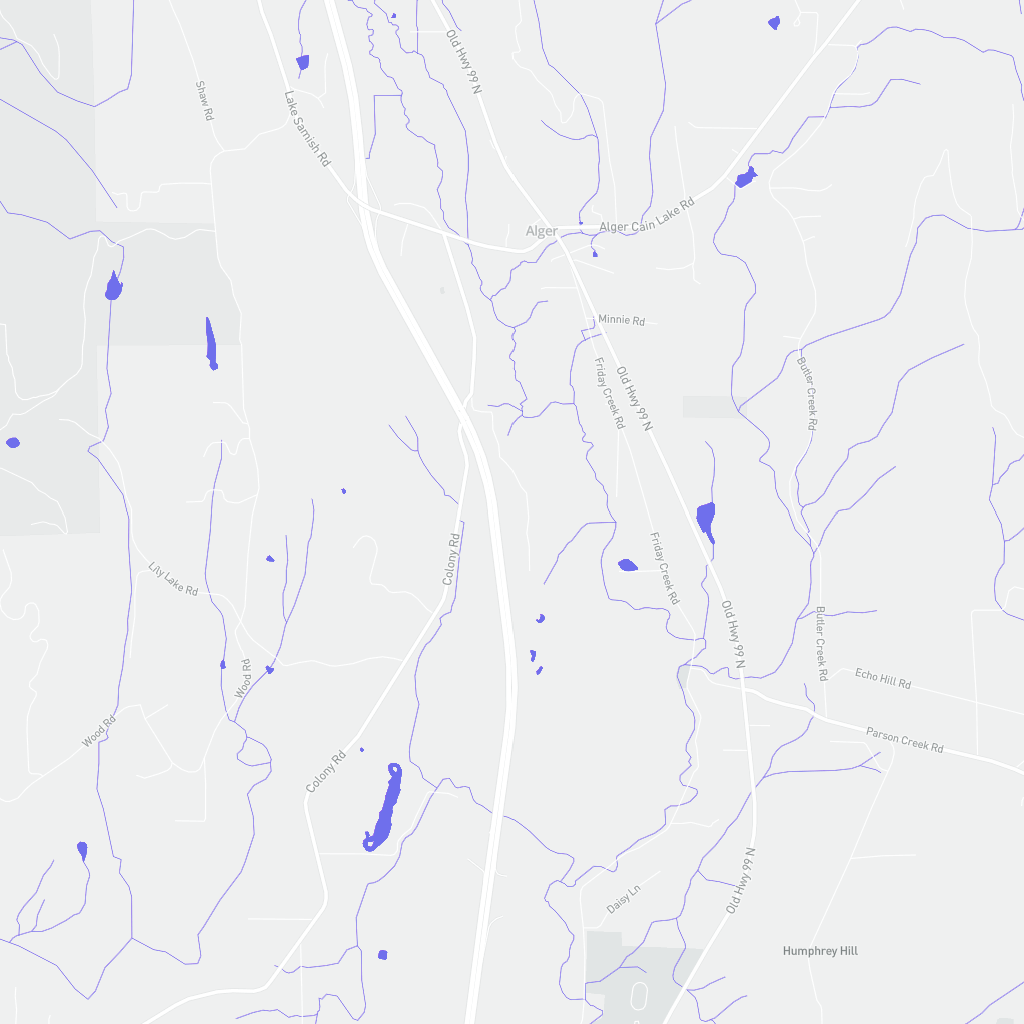 Old Hwy 99 N
Shaw Rd
Lake Samish Rd
Alger Cain Lake Rd
Alger
Minnie Rd
Old Hwy 99 N
Friday Creek Rd
Butler Creek Rd
Colony Rd
Friday Creek Rd
Lily Lake Rd
Old Hwy 99 N
Butler Creek Rd
Wood Rd
Echo Hill Rd
Wood Rd
Parson Creek Rd
Colony Rd
Old Hwy 99 N
Daisy Ln
Humphrey Hill